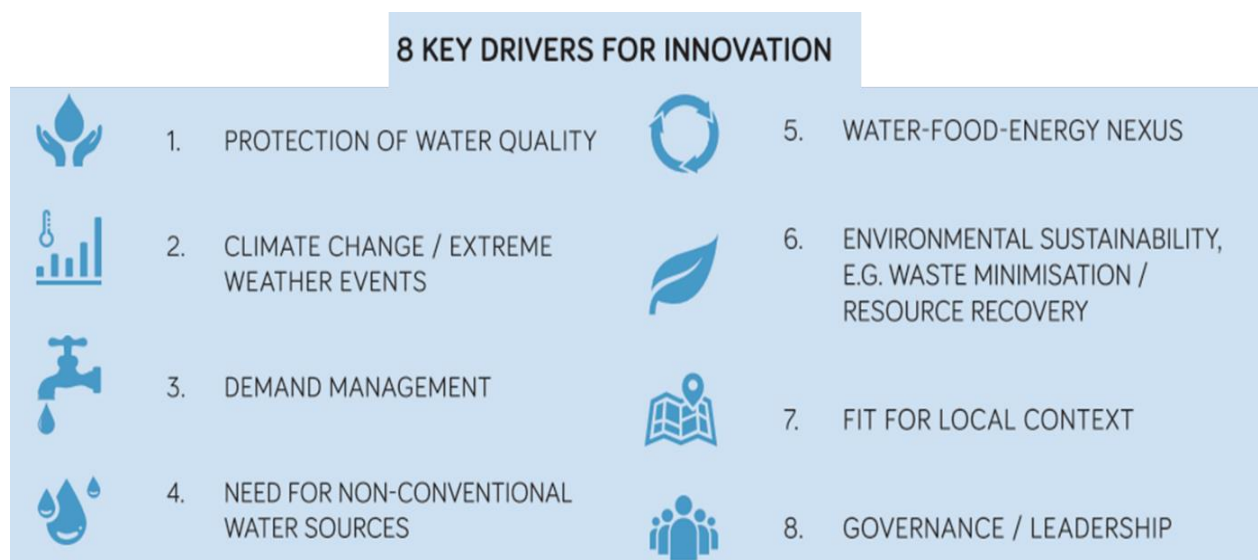 8 KEY DRIVERS FOR INNOVATION
1. PROTECTION OF WATER QUALITY
2. CLIMATE CHANGE / EXTREME
WEATHER EVENTS
3. DEMAND MANAGEMENT
4. NEED FOR NON-CONVENTIONAL
WATER SOURCES
5. WATER-FOOD-ENERGY NEXUS
6. ENVIRONMENTAL SUSTAINABILITY,
E.G. WASTE MINIMISATION /
RESOURCE RECOVERY
7. FIT FOR LOCAL CONTEXT
8. GOVERNANCE / LEADERSHIP